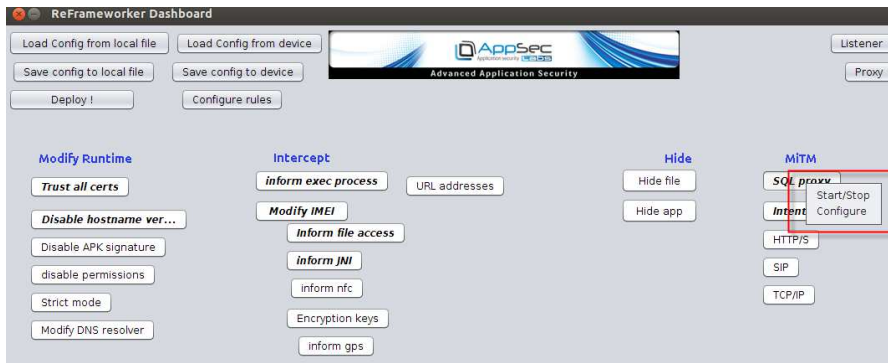 ReFrameworker Dashboard
Load Config from local file
Load Config from device
AppSec
Labs
Advanced Application Security
Listener
Save config to local file
Save config to device
Proxy
Deploy !
Configure rules
Modify Runtime
Intercept
Hide
MiTM
Trust all certs
inform exec process
URL addresses
Hide file
SQL proxy
Start/Stop
Configure
Disable hostname ver...
Modify IMEI
Hide app
Intent
Inform file access
Disable APK signature
HTTP/S
inform JNI
disable permissions
SIP
inform nfc
Strict mode
TCP/IP
Encryption keys
Modify DNS resolver
inform gps